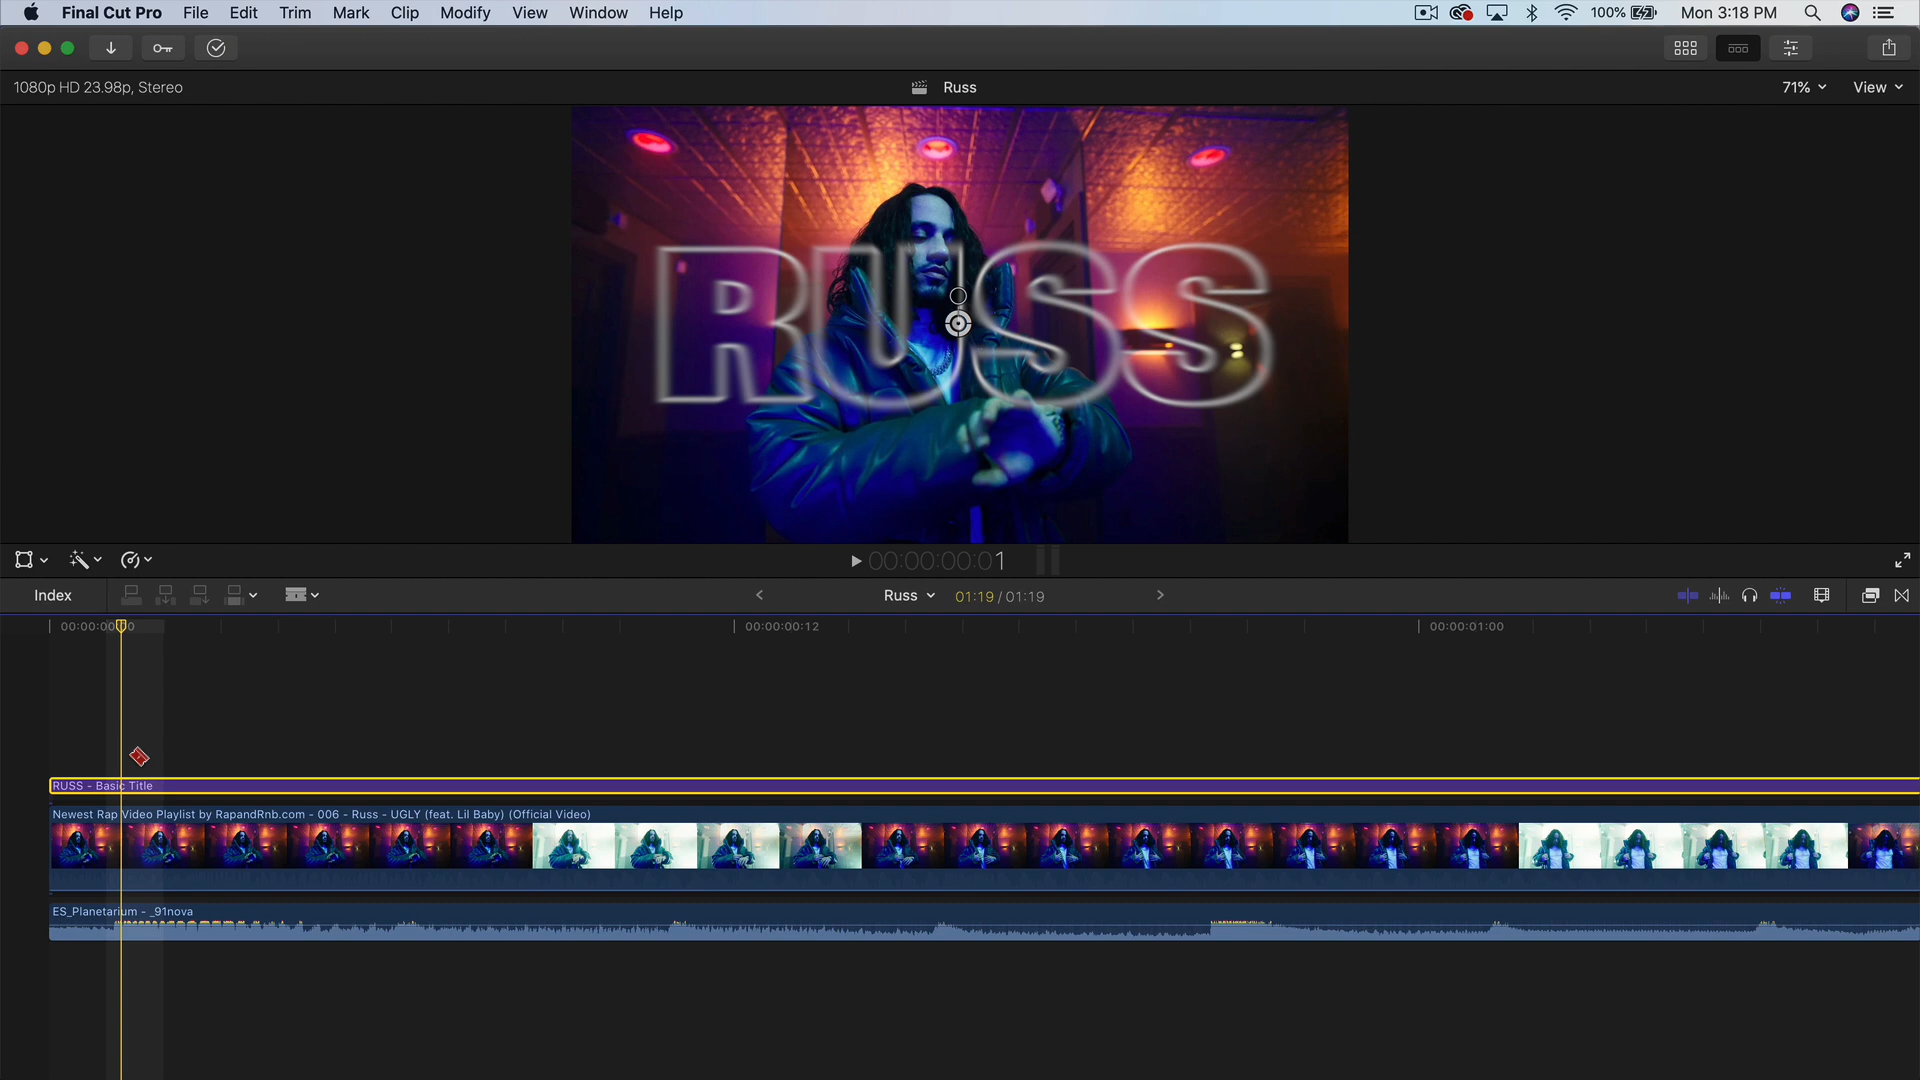 Final Cut Pro File Edit Trim Mark Clip Modify View Window Help 100% Mon 3:18 PM
1080p HD 23.98p, Stereo Russ 71% View
RUSS
00:00:00:01
Index Russ 01:19 / 01:19
00:00:00:00 00:00:00:12 00:00:01:00
RUSS - Basic Title
Newest Rap Video Playlist by RapandRnb.com - 006 - Russ - UGLY (feat. Lil Baby) (Official Video)
ES_Planetarium - _91nova